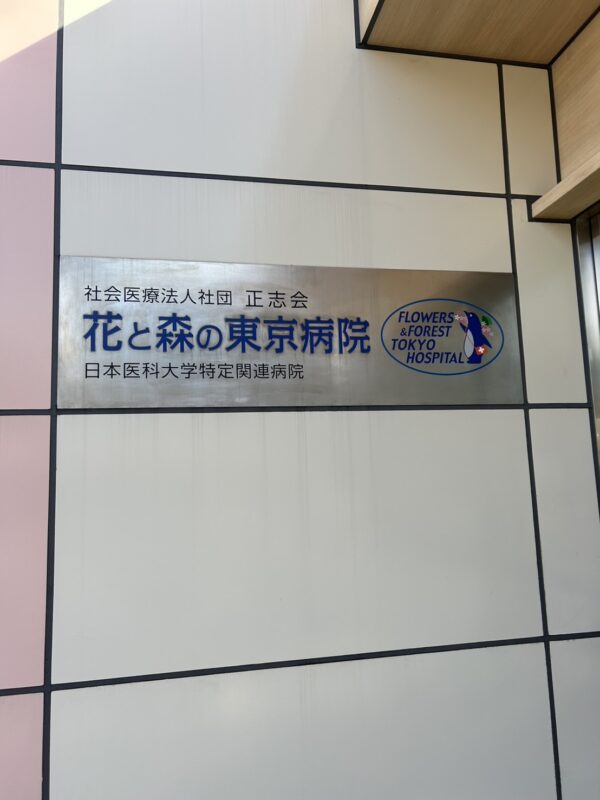 社会医療法人社団 正志会
花と森の東京病院
日本医科大学特定関連病院
FLOWERS
& FOREST
TOKYO
HOSPITAL